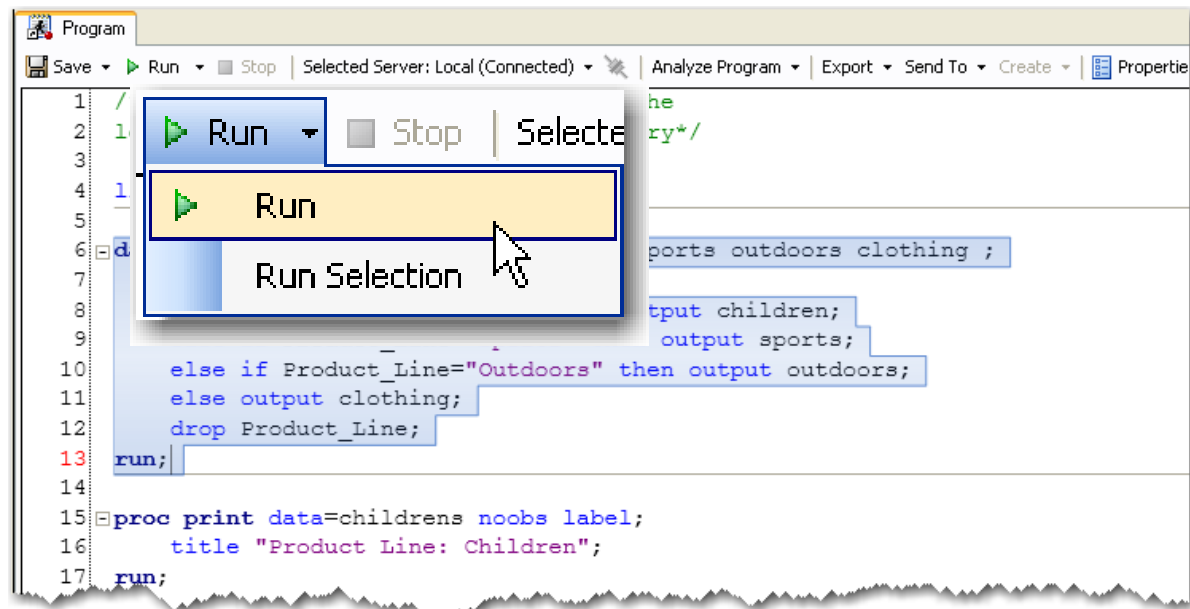 Program
Save Run Stop Selected Server: Local (Connected) Analyze Program Export Send To Create Propertie
Run Stop Selecte
Run
Run Selection
1 / he
2 ry*/
3
4
5
6 ports outdoors clothing ;
7
8 tput children;
9 output sports;
10 else if Product_Line="Outdoors" then output outdoors;
11 else output clothing;
12 drop Product_Line;
13 run;
14
15 proc print data=childrens noobs label;
16 title "Product Line: Children";
17 run;